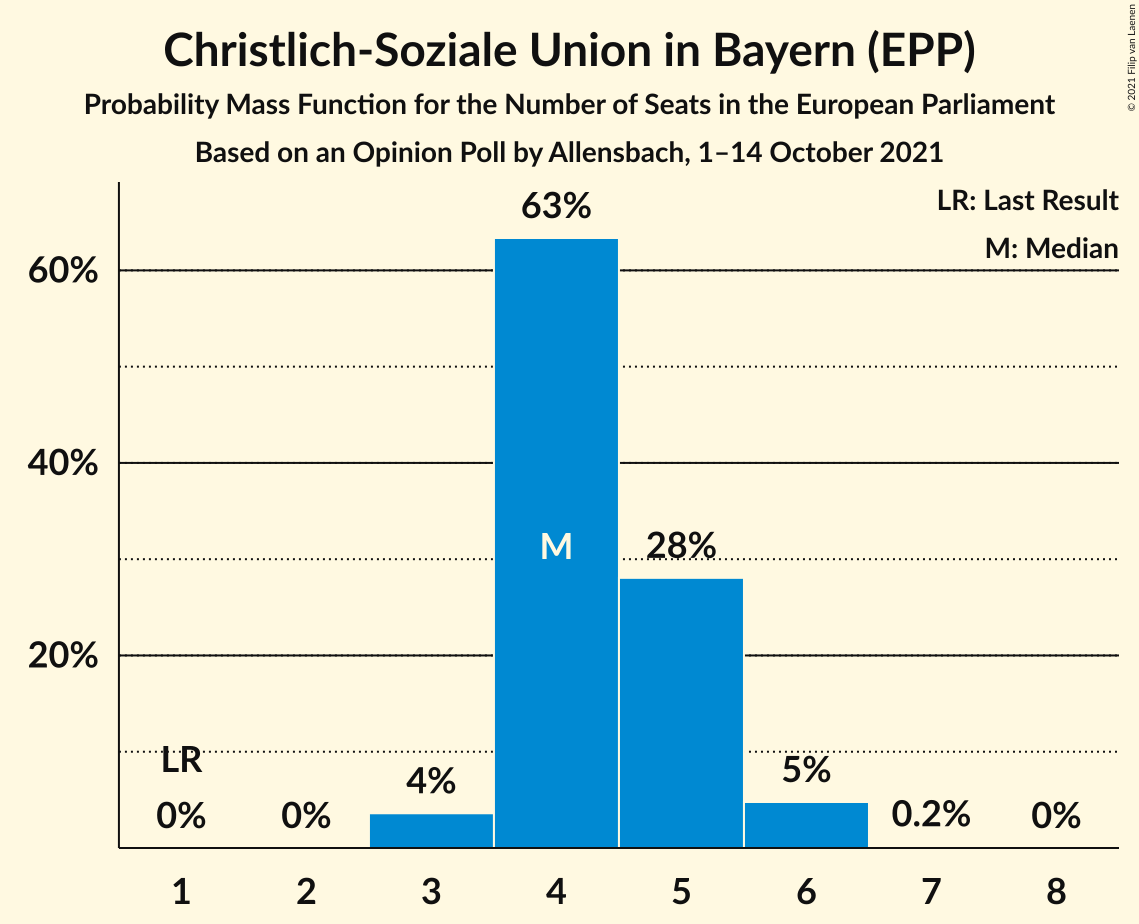 Christlich-Soziale Union in Bayern (EPP)
Probability Mass Function for the Number of Seats in the European Parliament
Based on an Opinion Poll by Allensbach, 1–14 October 2021
© 2021 Filip van Laenen
LR: Last Result
M: Median
63%
60%
40%
M
28%
20%
LR
0%
0%
4%
5%
0.2%
0%
1 2 3 4 5 6 7 8